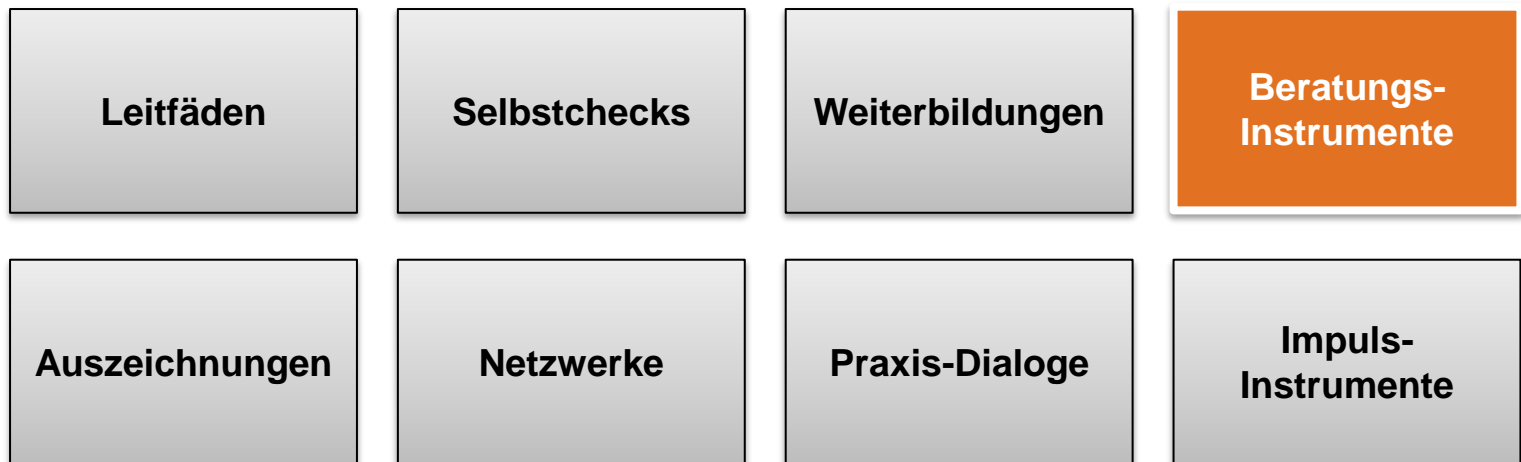 Leitfäden
Selbstchecks
Weiterbildungen
Beratungs-
Instrumente
Auszeichnungen
Netzwerke
Praxis-Dialoge
Impuls-
Instrumente